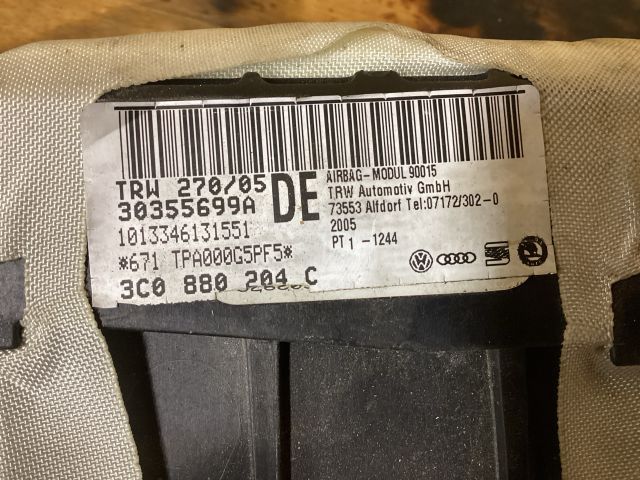 TRW 270/05
30355699A
DE
1013346131551
*671 TPA000G5PF5*
3C0 880 204 C
AIRBAG-MODUL 90015
TRW Automotiv GmbH
73553 Alfdorf Tel:07172/302-0
2005
PT1 -1244